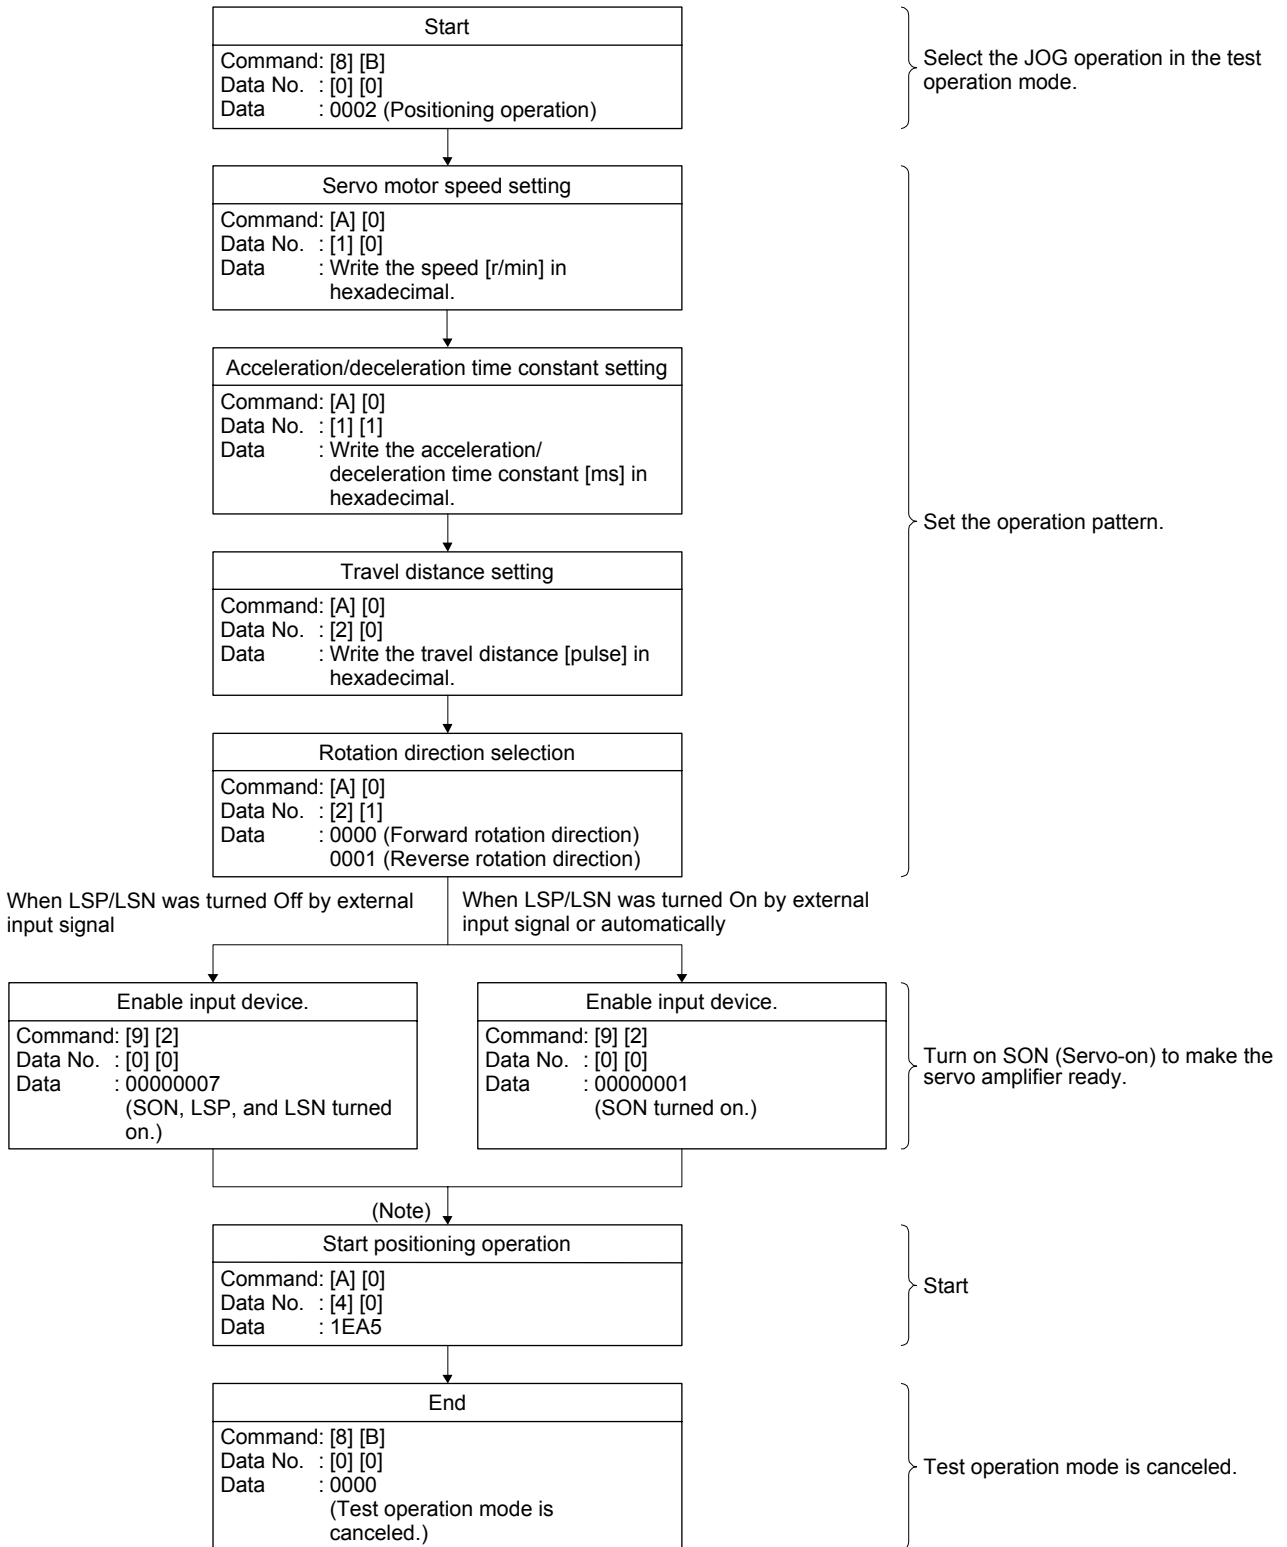 Start
Command: [8] [B]
Data No. : [0] [0]
Data : 0002 (Positioning operation)
Select the JOG operation in the test
operation mode.
Servo motor speed setting
Command: [A] [0]
Data No. : [1] [0]
Data : Write the speed [r/min] in
hexadecimal.
Acceleration/deceleration time constant setting
Command: [A] [0]
Data No. : [1] [1]
Data : Write the acceleration/
deceleration time constant [ms] in
hexadecimal.
Set the operation pattern.
Travel distance setting
Command: [A] [0]
Data No. : [2] [0]
Data : Write the travel distance [pulse] in
hexadecimal.
Rotation direction selection
Command: [A] [0]
Data No. : [2] [1]
Data : 0000 (Forward rotation direction)
0001 (Reverse rotation direction)
When LSP/LSN was turned Off by external
input signal
When LSP/LSN was turned On by external
input signal or automatically
Enable input device.
Command: [9] [2]
Data No. : [0] [0]
Data : 00000007
(SON, LSP, and LSN turned
on.)
Enable input device.
Command: [9] [2]
Data No. : [0] [0]
Data : 00000001
(SON turned on.)
Turn on SON (Servo-on) to make the
servo amplifier ready.
(Note)
Start positioning operation
Command: [A] [0]
Data No. : [4] [0]
Data : 1EA5
Start
End
Command: [8] [B]
Data No. : [0] [0]
Data : 0000
(Test operation mode is
canceled.)
Test operation mode is canceled.